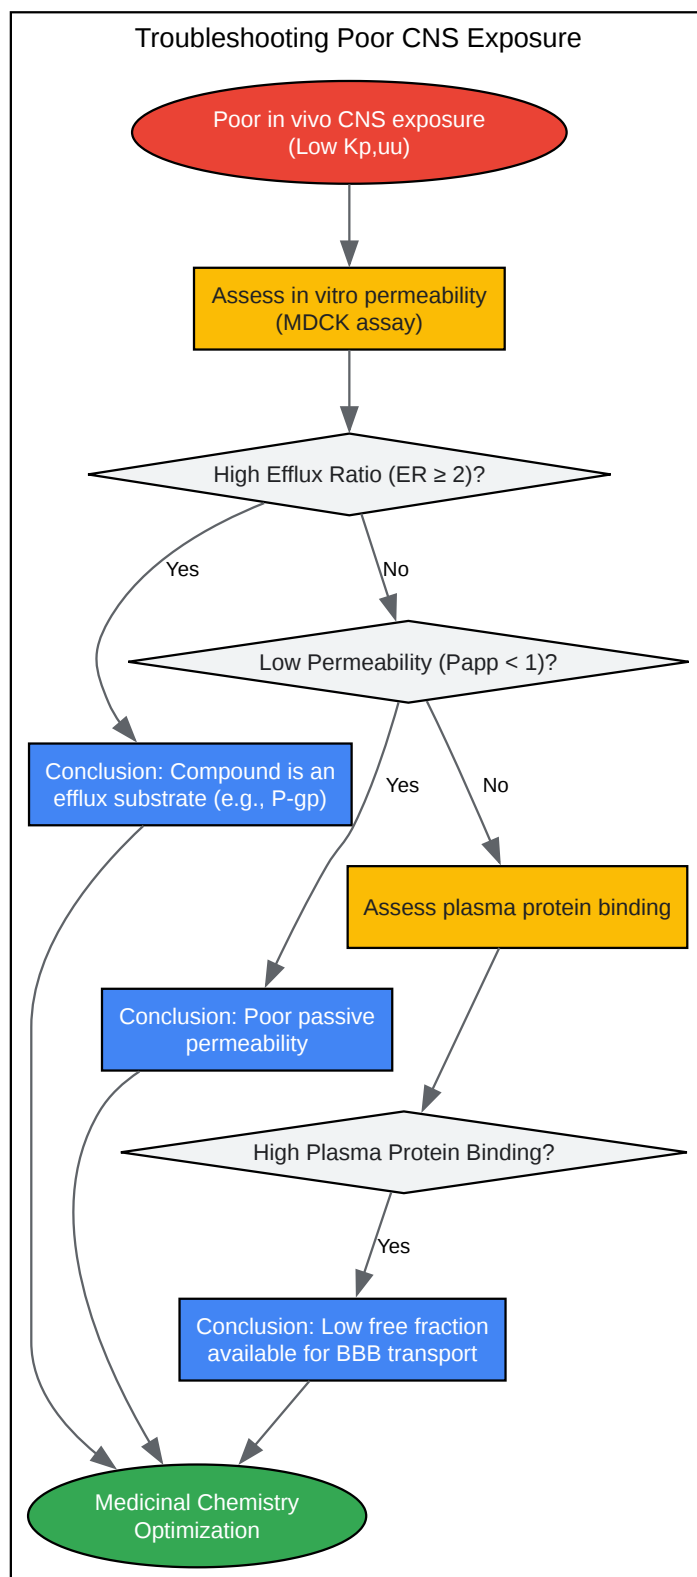 Troubleshooting Poor CNS Exposure
Poor in vivo CNS exposure
(Low Kp,uu)
Assess in vitro permeability
(MDCK assay)
High Efflux Ratio (ER ≥ 2)?
Yes
No
Low Permeability (Papp < 1)?
Conclusion: Compound is an
efflux substrate (e.g., P-gp)
Yes
No
Assess plasma protein binding
Conclusion: Poor passive
permeability
High Plasma Protein Binding?
Yes
Conclusion: Low free fraction
available for BBB transport
Medicinal Chemistry
Optimization